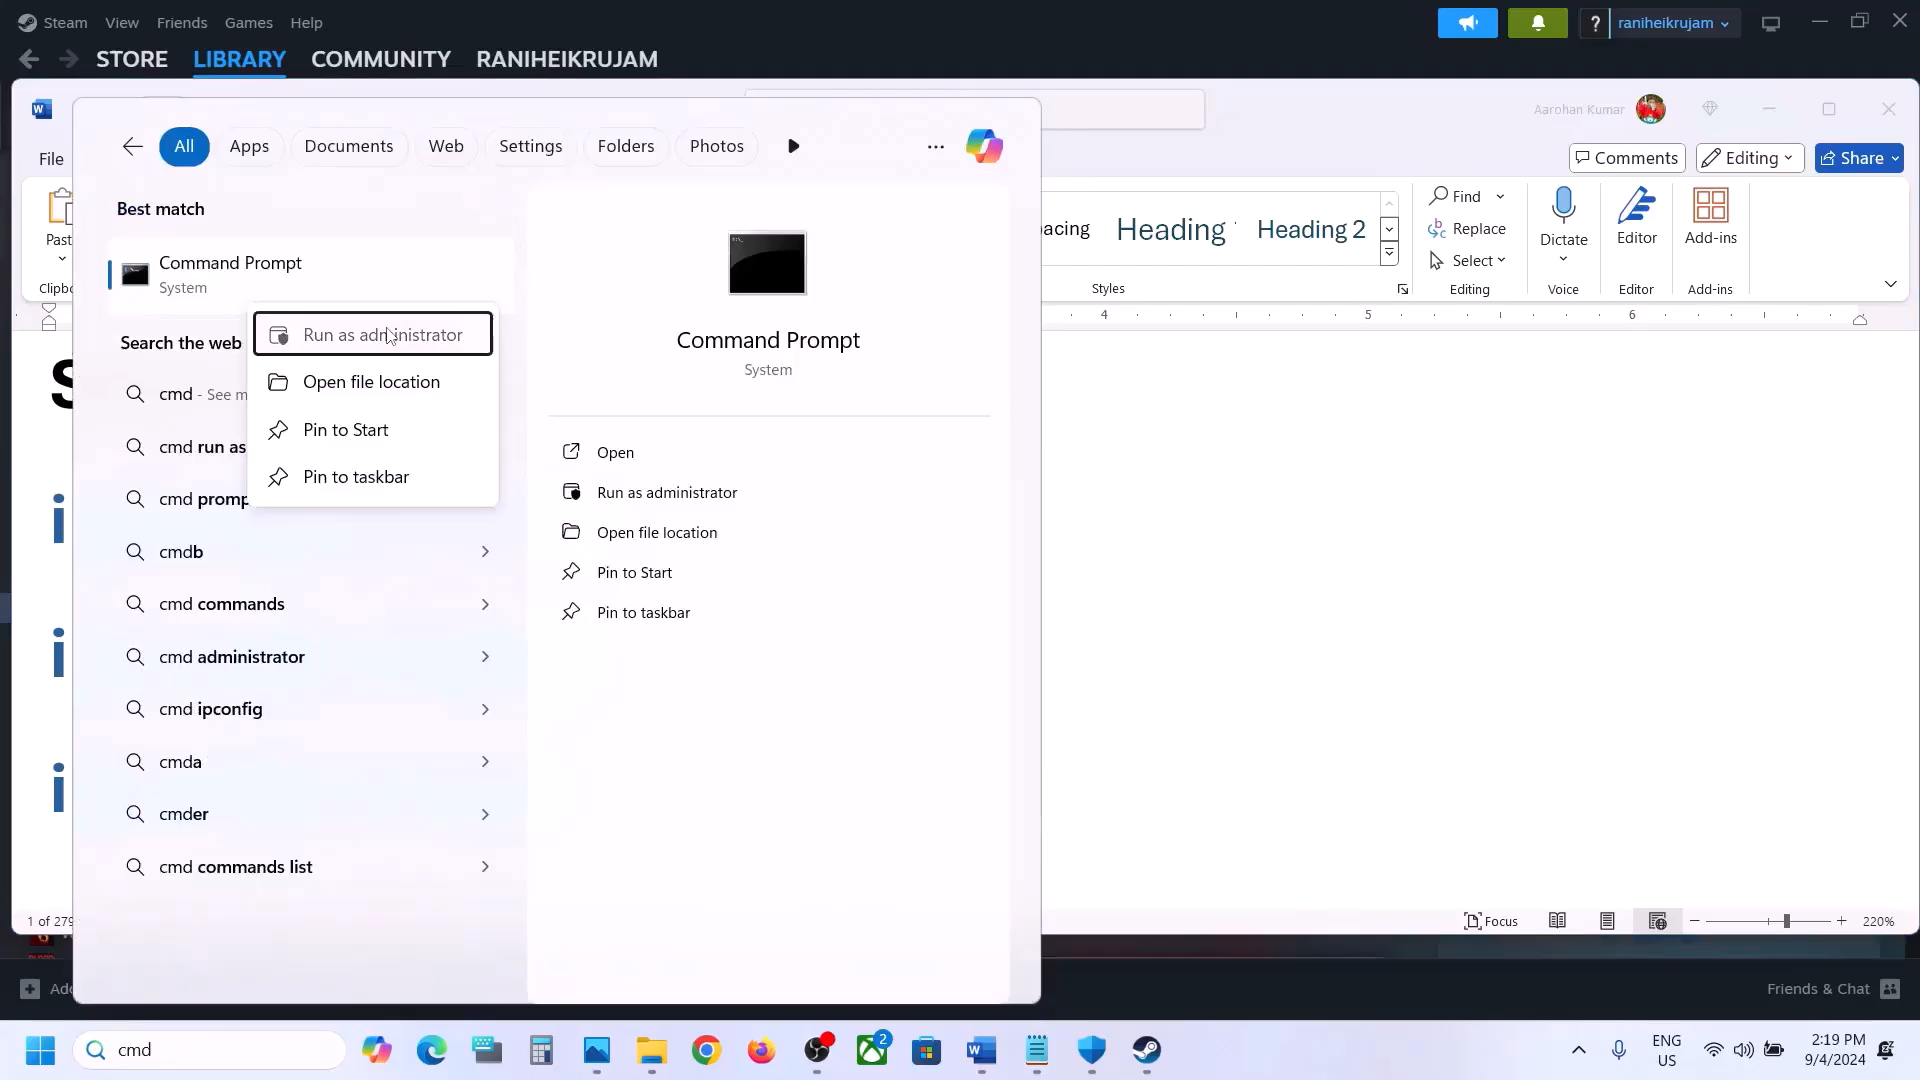 Steam View Friends Games Help
raniheikrujam
STORE LIBRARY COMMUNITY RANIHEIKRUJAM
Aarohan Kumar
All Apps Documents Web Settings Folders Photos
File
Comments Editing Share
Best match
Command Prompt
System
Run as administrator
Open file location
Pin to Start
Pin to taskbar
Search the web
cmd - See m
cmd run as
cmd promp
cmdb
cmd commands
cmd administrator
cmd ipconfig
cmda
cmder
cmd commands list
Command Prompt
System
Open
Run as administrator
Open file location
Pin to Start
Pin to taskbar
Past
Clipbo
acing Heading Heading 2
Styles
Find
Replace
Select
Editing
Dictate
Voice
Editor
Editor
Add-ins
Add-ins
4 5 6
S
i
i
i
1 of 279
Focus
220%
Add
Friends & Chat
cmd
2
ENG
US
2:19 PM
9/4/2024